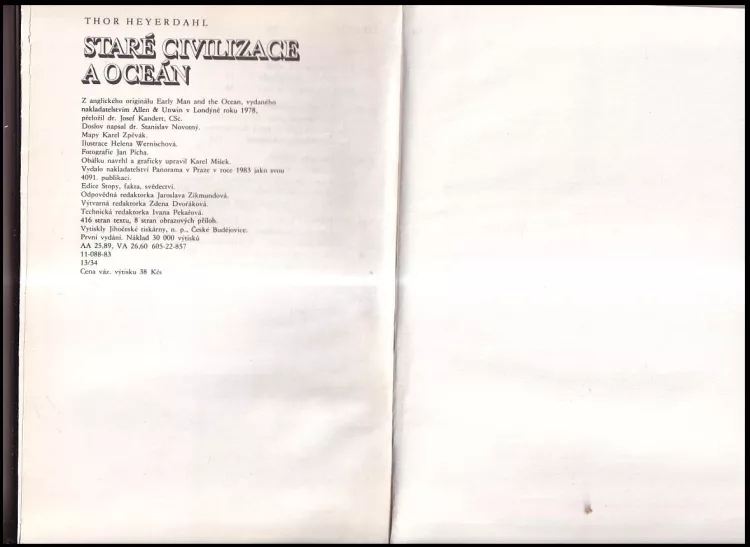 THOR HEYERDAHL
STARÉ CIVILIZACE
A OCEÁN
Z anglického originálu Early Man and the Ocean, vydaného
nakladatelstvím Allen & Unwin v Londýně roku 1978,
přeložil dr. Josef Kandert, CSc.
Doslov napsal dr. Stanislav Novotný.
Mapy Karel Zpěvák.
Ilustrace Helena Wernischová.
Fotografie Jan Pícha.
Obálku navrhl a graficky upravil Karel Míšek.
Vydalo nakladatelství Panorama v Praze v roce 1983 jako svou
4091. publikaci.
Edice Stopy, fakta, svědectví.
Odpovědná redaktorka Jaroslava Zikmundová.
Výtvarná redaktorka Zdena Dvořáková.
Technická redaktorka Ivana Pekařová.
416 stran textu, 8 stran obrazových příloh.
Vytiskly Jihočeské tiskárny, n. p., České Budějovice.
První vydání. Náklad 30 000 výtisků
AA 25,89, VA 26,60 605-22-857
11-088-83
13/34
Cena váz. výtisku 38 Kčs